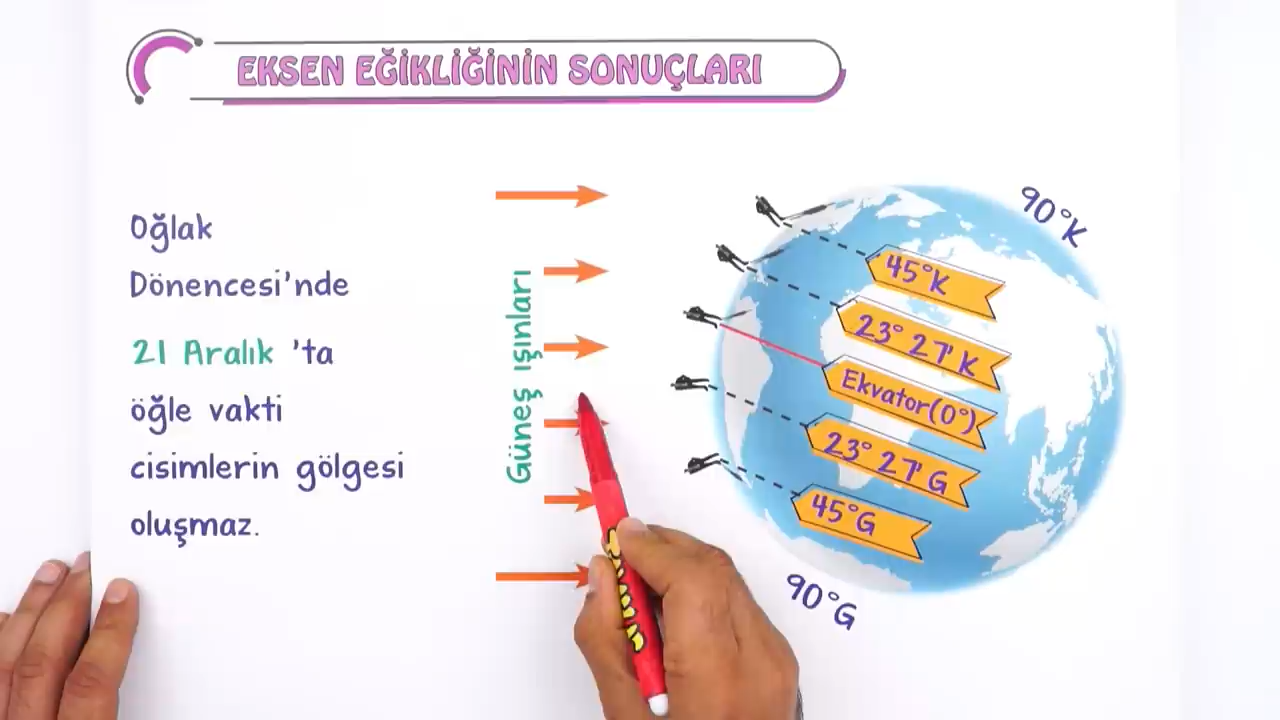 EKSEN EĞİKLİĞİNİN SONUÇLARI
Oğlak
Dönencesi'nde
21 Aralık 'ta
öğle vakti
cisimlerin gölgesi
oluşmaz.
Güneş ışınları
90°K
45°K
23° 27' K
Ekvator(0°)
23° 27' G
45°G
90°G